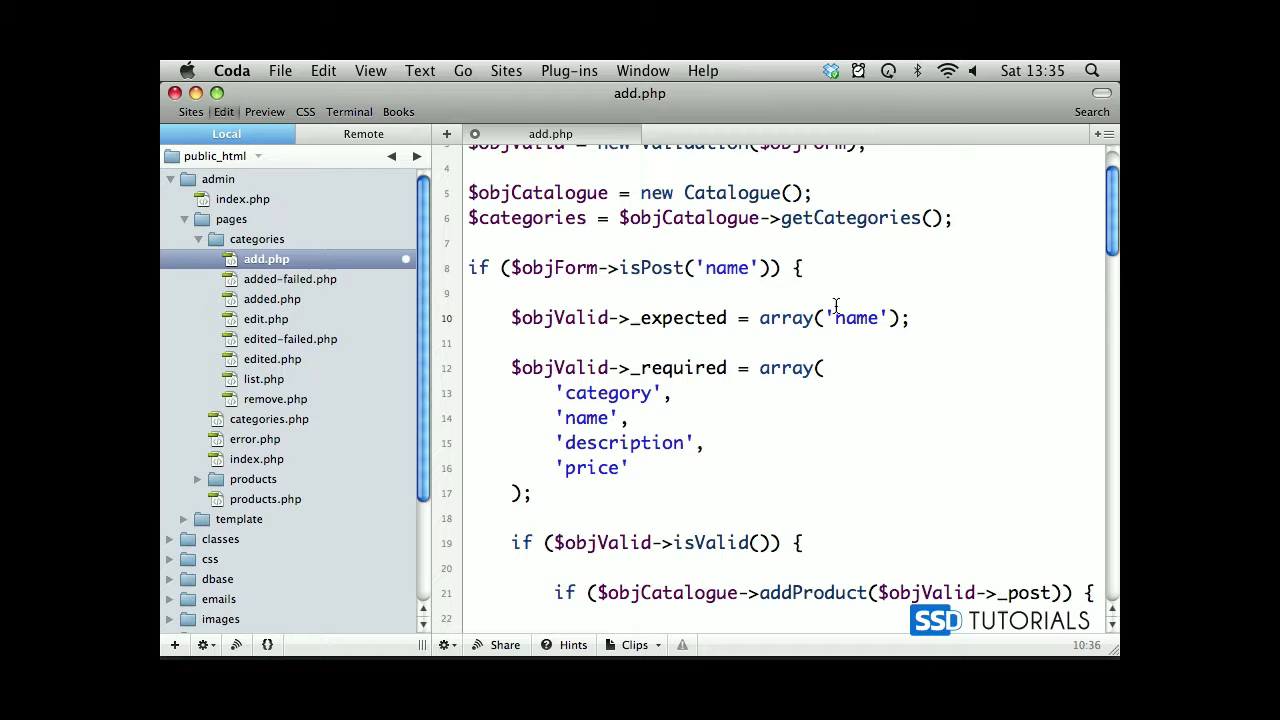 Coda File Edit View Text Go Sites Plug-ins Window Help Sat 13:35
add.php
Sites Edit Preview CSS Terminal Books Search
Local Remote + add.php
public_html
admin
index.php
pages
categories
add.php
added-failed.php
added.php
edit.php
edited-failed.php
edited.php
list.php
remove.php
categories.php
error.php
index.php
products
products.php
template
classes
css
dbase
emails
images
3 $objValid = new Validation($objForm);
4
5 $objCatalogue = new Catalogue();
6 $categories = $objCatalogue->getCategories();
7
8 if ($objForm->isPost('name')) {
9
10 $objValid->_expected = array('name');
11
12 $objValid->_required = array(
13 'category',
14 'name',
15 'description',
16 'price'
17 );
18
19 if ($objValid->isValid()) {
20
21 if ($objCatalogue->addProduct($objValid->_post)) {
22
SSD TUTORIALS
Share Hints Clips 10:36